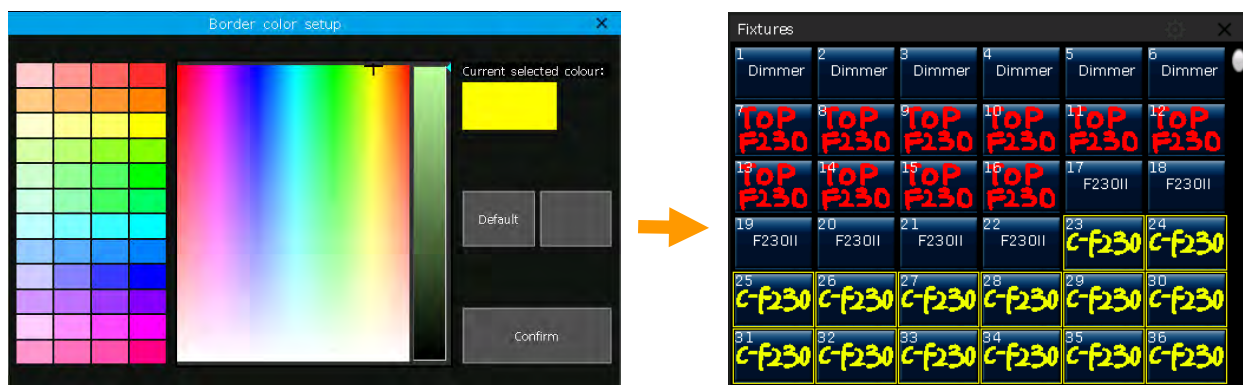 Border color setup
Current selected colour:
Default
Confirm
Fixtures
1 Dimmer 2 Dimmer 3 Dimmer 4 Dimmer 5 Dimmer 6 Dimmer
7 TOP F230 8 TOP F230 9 TOP F230 10 TOP F230 11 TOP F230 12 TOP F230
13 TOP F230 14 TOP F230 15 TOP F230 16 TOP F230 17 F230II 18 F230II
19 F230II 20 F230II 21 F230II 22 F230II 23 C-F230 24 C-F230
25 C-F230 26 C-F230 27 C-F230 28 C-F230 29 C-F230 30 C-F230
31 C-F230 32 C-F230 33 C-F230 34 C-F230 35 C-F230 36 C-F230